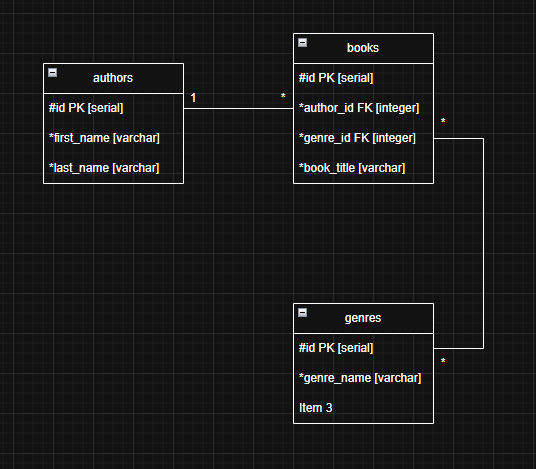 authors
#id PK [serial]
*first_name [varchar]
*last_name [varchar]
1
*
books
#id PK [serial]
*author_id FK [integer]
*genre_id FK [integer]
*book_title [varchar]
*
genres
#id PK [serial]
*genre_name [varchar]
Item 3
*